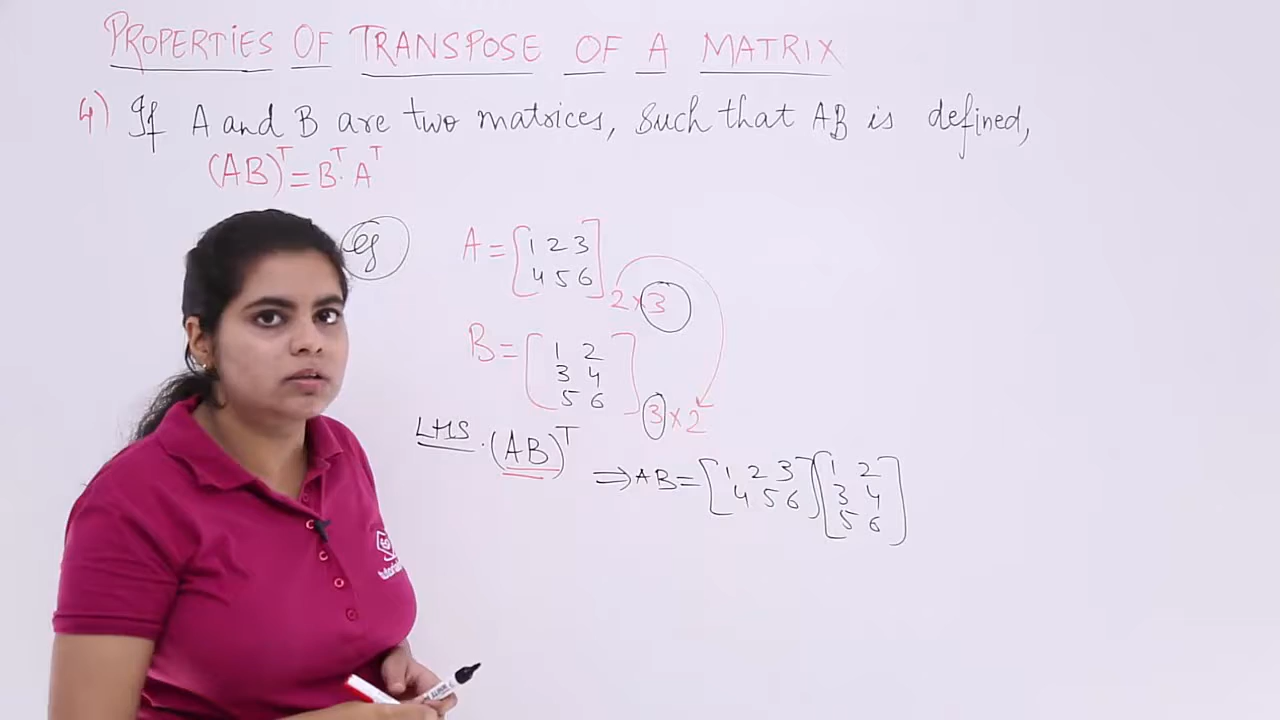 PROPERTIES OF TRANSPOSE OF A MATRIX
4) If A and B are two matrices, such that AB is defined,
(AB)ᵀ = Bᵀ. Aᵀ
eg
A = [1 2 3
4 5 6] 2 × 3
B = [1 2
3 4
5 6] 3 × 2
LHS . (AB)ᵀ
⇒ AB = [1 2 3 [1 2
4 5 6] 3 4
5 6]